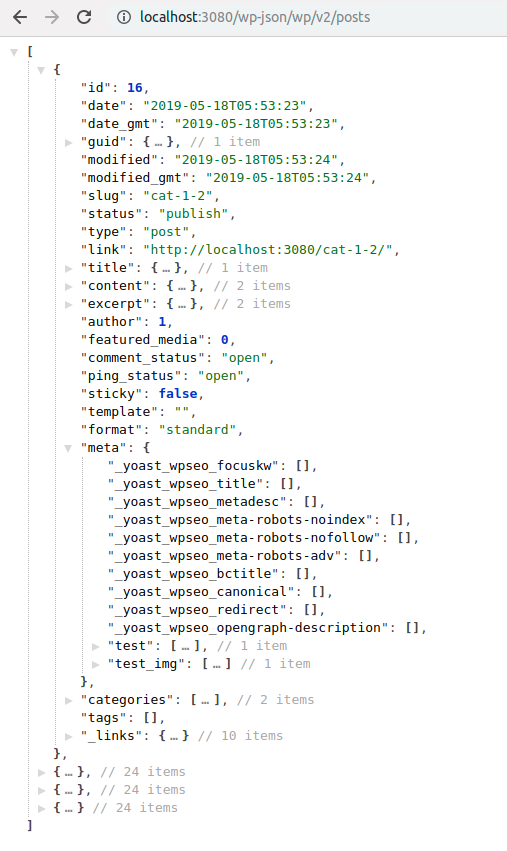 localhost:3080/wp-json/wp/v2/posts
[
{
"id": 16,
"date": "2019-05-18T05:53:23",
"date_gmt": "2019-05-18T05:53:23",
"guid": { … }, // 1 item
"modified": "2019-05-18T05:53:24",
"modified_gmt": "2019-05-18T05:53:24",
"slug": "cat-1-2",
"status": "publish",
"type": "post",
"link": "http://localhost:3080/cat-1-2/",
"title": { … }, // 1 item
"content": { … }, // 2 items
"excerpt": { … }, // 2 items
"author": 1,
"featured_media": 0,
"comment_status": "open",
"ping_status": "open",
"sticky": false,
"template": "",
"format": "standard",
"meta": {
"_yoast_wpseo_focuskw": [],
"_yoast_wpseo_title": [],
"_yoast_wpseo_metadesc": [],
"_yoast_wpseo_meta-robots-noindex": [],
"_yoast_wpseo_meta-robots-nofollow": [],
"_yoast_wpseo_meta-robots-adv": [],
"_yoast_wpseo_bctitle": [],
"_yoast_wpseo_canonical": [],
"_yoast_wpseo_redirect": [],
"_yoast_wpseo_opengraph-description": [],
"test": [ … ], // 1 item
"test_img": [ … ] // 1 item
},
"categories": [ … ], // 2 items
"tags": [],
"_links": { … } // 10 items
},
{ … }, // 24 items
{ … }, // 24 items
{ … } // 24 items
]